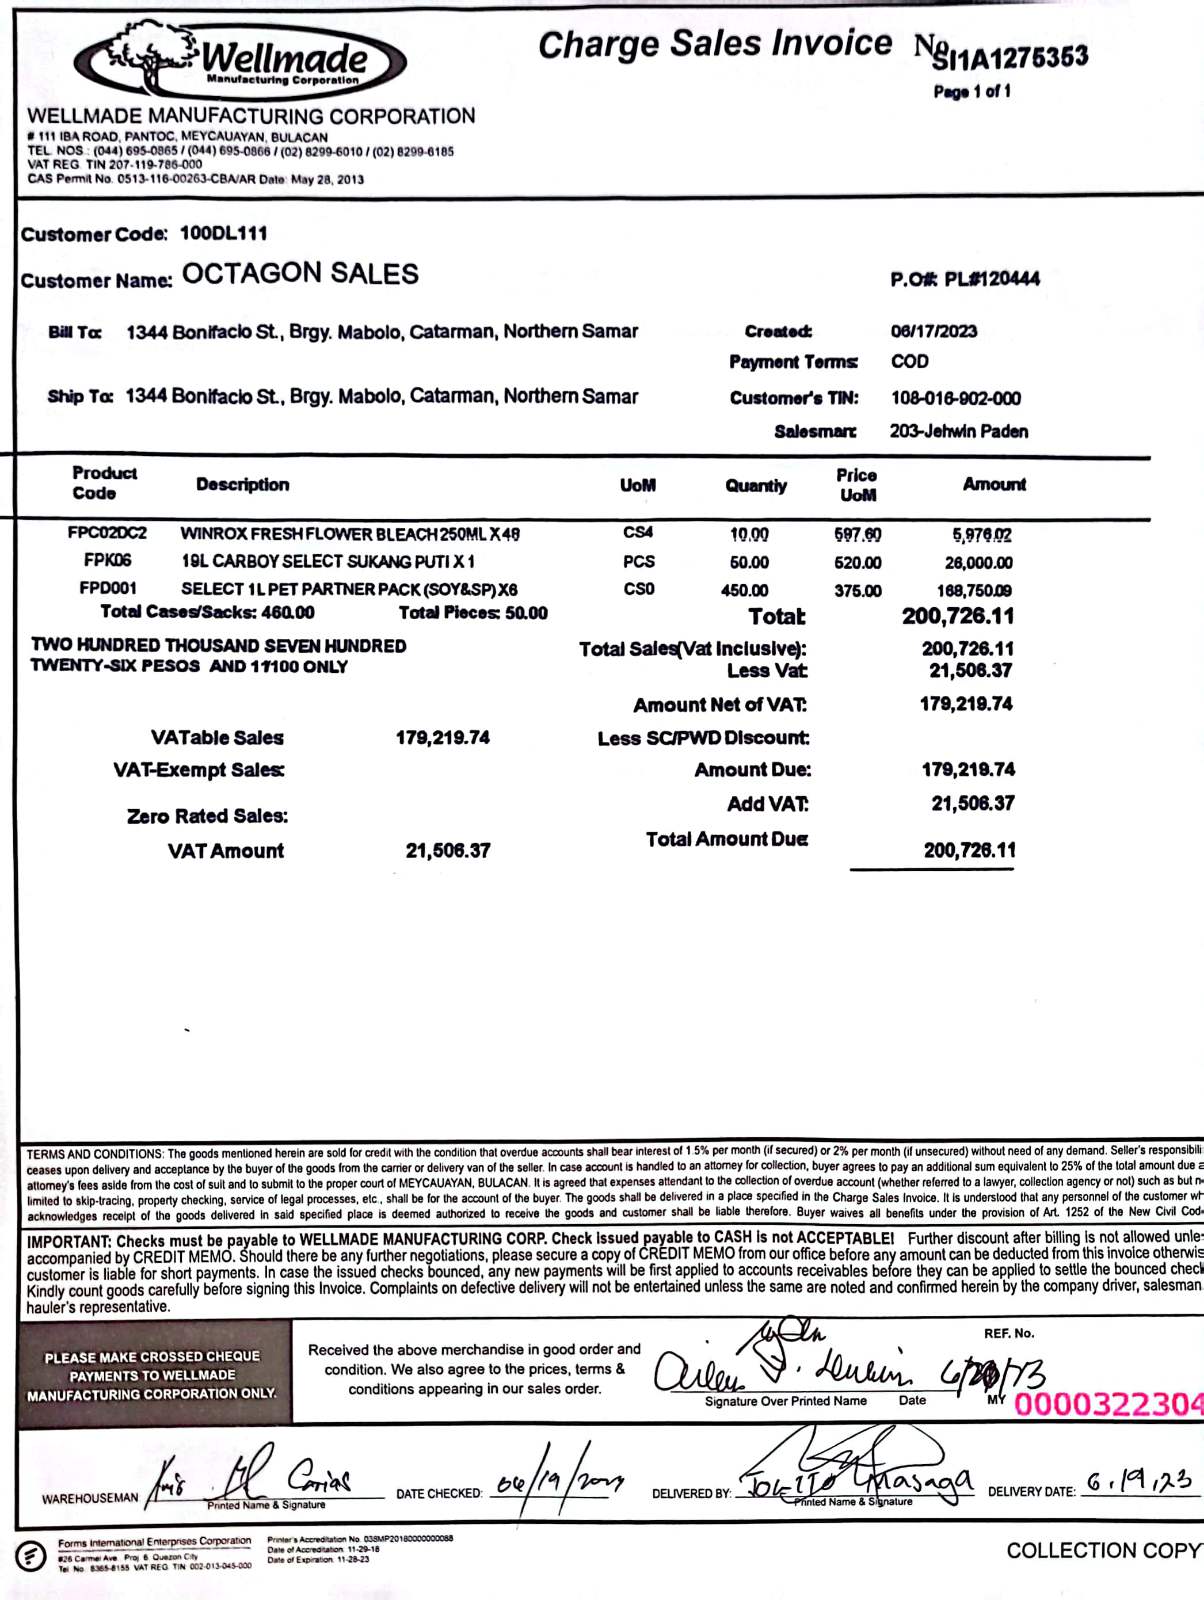 Wellmade
Manufacturing Corporation
Charge Sales Invoice No. SI1A1275353
Page 1 of 1
WELLMADE MANUFACTURING CORPORATION
# 111 IBA ROAD, PANTOC, MEYCAUAYAN, BULACAN
TEL. NOS.: (044) 695-0865 / (044) 695-0866 / (02) 8299-6010 / (02) 8299-6185
VAT REG. TIN 207-119-786-000
CAS Permit No. 0513-116-00263-CBA/AR Date: May 28, 2013
Customer Code: 100DL111
Customer Name: OCTAGON SALES
P.O#: PL#120444
Bill To: 1344 Bonifacio St., Brgy. Mabolo, Catarman, Northern Samar
Created: 06/17/2023
Payment Terms: COD
Ship To: 1344 Bonifacio St., Brgy. Mabolo, Catarman, Northern Samar
Customer's TIN: 108-016-902-000
Salesman: 203-Jehwin Paden
Product Code Description UoM Quantiy Price UoM Amount
FPC02DC2 WINROX FRESH FLOWER BLEACH 250ML X 48 CS4 10.00 597.60 5,976.02
FPK06 19L CARBOY SELECT SUKANG PUTI X 1 PCS 50.00 520.00 26,000.00
FPD001 SELECT 1L PET PARTNER PACK (SOY&SP) X6 CS0 450.00 375.00 168,750.09
Total Cases/Sacks: 460.00 Total Pieces: 50.00 Total: 200,726.11
TWO HUNDRED THOUSAND SEVEN HUNDRED
TWENTY-SIX PESOS AND 11/100 ONLY
Total Sales(Vat Inclusive): 200,726.11
Less Vat: 21,506.37
Amount Net of VAT: 179,219.74
VATable Sales 179,219.74 Less SC/PWD Discount:
VAT-Exempt Sales: Amount Due: 179,219.74
Zero Rated Sales: Add VAT: 21,506.37
VAT Amount 21,506.37 Total Amount Due: 200,726.11
TERMS AND CONDITIONS: The goods mentioned herein are sold for credit with the condition that overdue accounts shall bear interest of 1.5% per month (if secured) or 2% per month (if unsecured) without need of any demand. Seller's responsibili
ceases upon delivery and acceptance by the buyer of the goods from the carrier or delivery van of the seller. In case account is handled to an attorney for collection, buyer agrees to pay an additional sum equivalent to 25% of the total amount due a
attorney's fees aside from the cost of suit and to submit to the proper court of MEYCAUAYAN, BULACAN. It is agreed that expenses attendant to the collection of overdue account (whether referred to a lawyer, collection agency or not) such as but n
limited to skip-tracing, property checking, service of legal processes, etc., shall be for the account of the buyer. The goods shall be delivered in a place specified in the Charge Sales Invoice. It is understood that any personnel of the customer wh
acknowledges receipt of the goods delivered in said specified place is deemed authorized to receive the goods and customer shall be liable therefore. Buyer waives all benefits under the provision of Art. 1252 of the New Civil Cod
IMPORTANT: Checks must be payable to WELLMADE MANUFACTURING CORP. Check issued payable to CASH is not ACCEPTABLE! Further discount after billing is not allowed unle
accompanied by CREDIT MEMO. Should there be any further negotiations, please secure a copy of CREDIT MEMO from our office before any amount can be deducted from this invoice otherwis
customer is liable for short payments. In case the issued checks bounced, any new payments will be first applied to accounts receivables before they can be applied to settle the bounced check
Kindly count goods carefully before signing this Invoice. Complaints on defective delivery will not be entertained unless the same are noted and confirmed herein by the company driver, salesman
hauler's representative.
PLEASE MAKE CROSSED CHEQUE
PAYMENTS TO WELLMADE
MANUFACTURING CORPORATION ONLY.
Received the above merchandise in good order and
condition. We also agree to the prices, terms &
conditions appearing in our sales order.
REF. No.
Signature Over Printed Name Date
MY 0000322304
WAREHOUSEMAN
Printed Name & Signature
DATE CHECKED: 06/19/2023
DELIVERED BY:
Printed Name & Signature
DELIVERY DATE: 6.19.23
Forms International Enterprises Corporation
#26 Carmel Ave. Proj. 6, Quezon City
Tel. No. 8365-8155 VAT REG. TIN 002-013-045-000
Printer's Accreditation No. 038MP20180000000088
Date of Accreditation 11-29-18
Date of Expiration 11-28-23
COLLECTION COPY